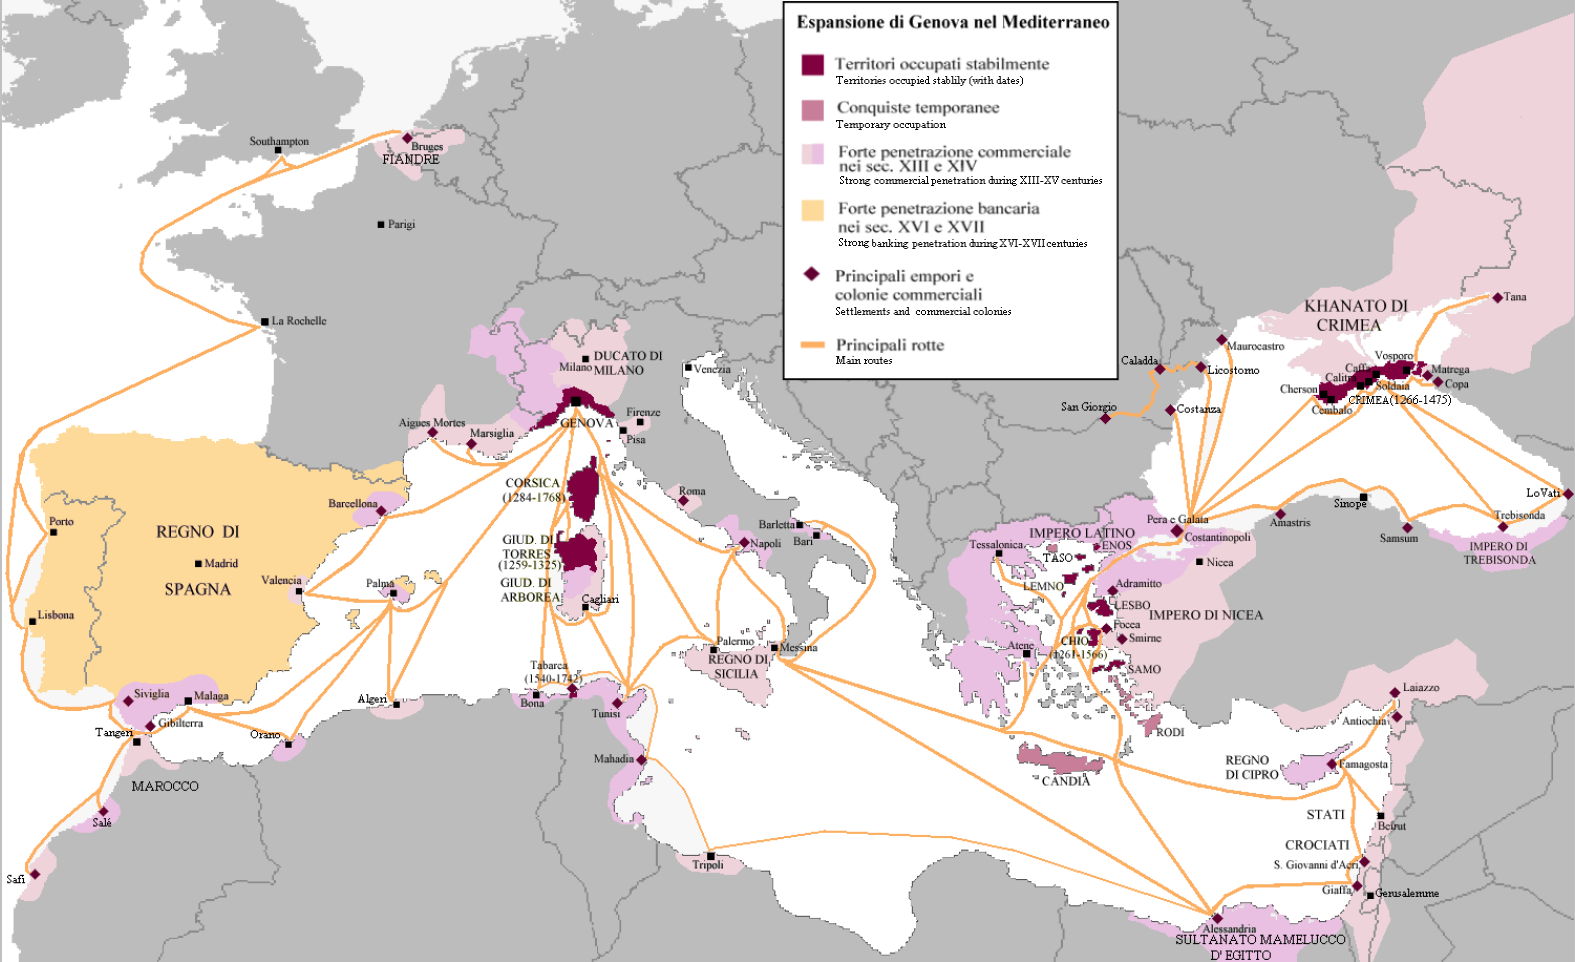 Espansione di Genova nel Mediterraneo
Territori occupati stabilmente
Territories occupied stablily (with dates)
Conquiste temporanee
Temporary occupation
Forte penetrazione commerciale
nei sec. XIII e XIV
Strong commercial penetration during XIII-XV centuries
Forte penetrazione bancaria
nei sec. XVI e XVII
Strong banking penetration during XVI-XVII centuries
Principali empori e
colonie commerciali
Settlements and commercial colonies
Principali rotte
Main routes
Southampton
Bruges
FIANDRE
Parigi
La Rochelle
DUCATO DI
MILANO
Milano
Venezia
GENOVA
Firenze
Pisa
Aigues Mortes
Marsiglia
CORSICA
(1284-1768)
Roma
Barletta
Bari
Napoli
GIUD. DI
TORRES
(1259-1325)
GIUD. DI
ARBOREA
Cagliari
Barcellona
Porto
REGNO DI
SPAGNA
Madrid
Valencia
Palma
Lisbona
Siviglia
Malaga
Gibilterra
Tangeri
Orano
Algeri
MAROCCO
Salé
Safi
Tabarca
(1540-1742)
Bona
Tunisi
Mahadia
Tripoli
Palermo
Messina
REGNO DI
SICILIA
KHANATO DI
CRIMEA
Tana
Maurocastro
Caladda
Licostomo
San Giorgio
Costanza
Vosporo
Caffa
Matrega
Calitra
Soldaia
Copa
Cherson
Cembalo
CRIMEA(1266-1475)
LoVati
Sinope
Trebisonda
Amastris
Samsum
IMPERO DI
TREBISONDA
Pera e Galata
Costantinopoli
IMPERO LATINO
ENOS
Tessalonica
TASO
Nicea
LEMNO
Adramitto
LESBO
IMPERO DI NICEA
Focea
Smirne
CHIO
(1261-1566)
Atene
SAMO
RODI
CANDIA
Laiazzo
Antiochia
REGNO
DI CIPRO
Famagosta
STATI
CROCIATI
Beirut
S. Giovanni d'Acri
Giaffa
Gerusalemme
Alessandria
SULTANATO MAMELUCCO
D'EGITTO